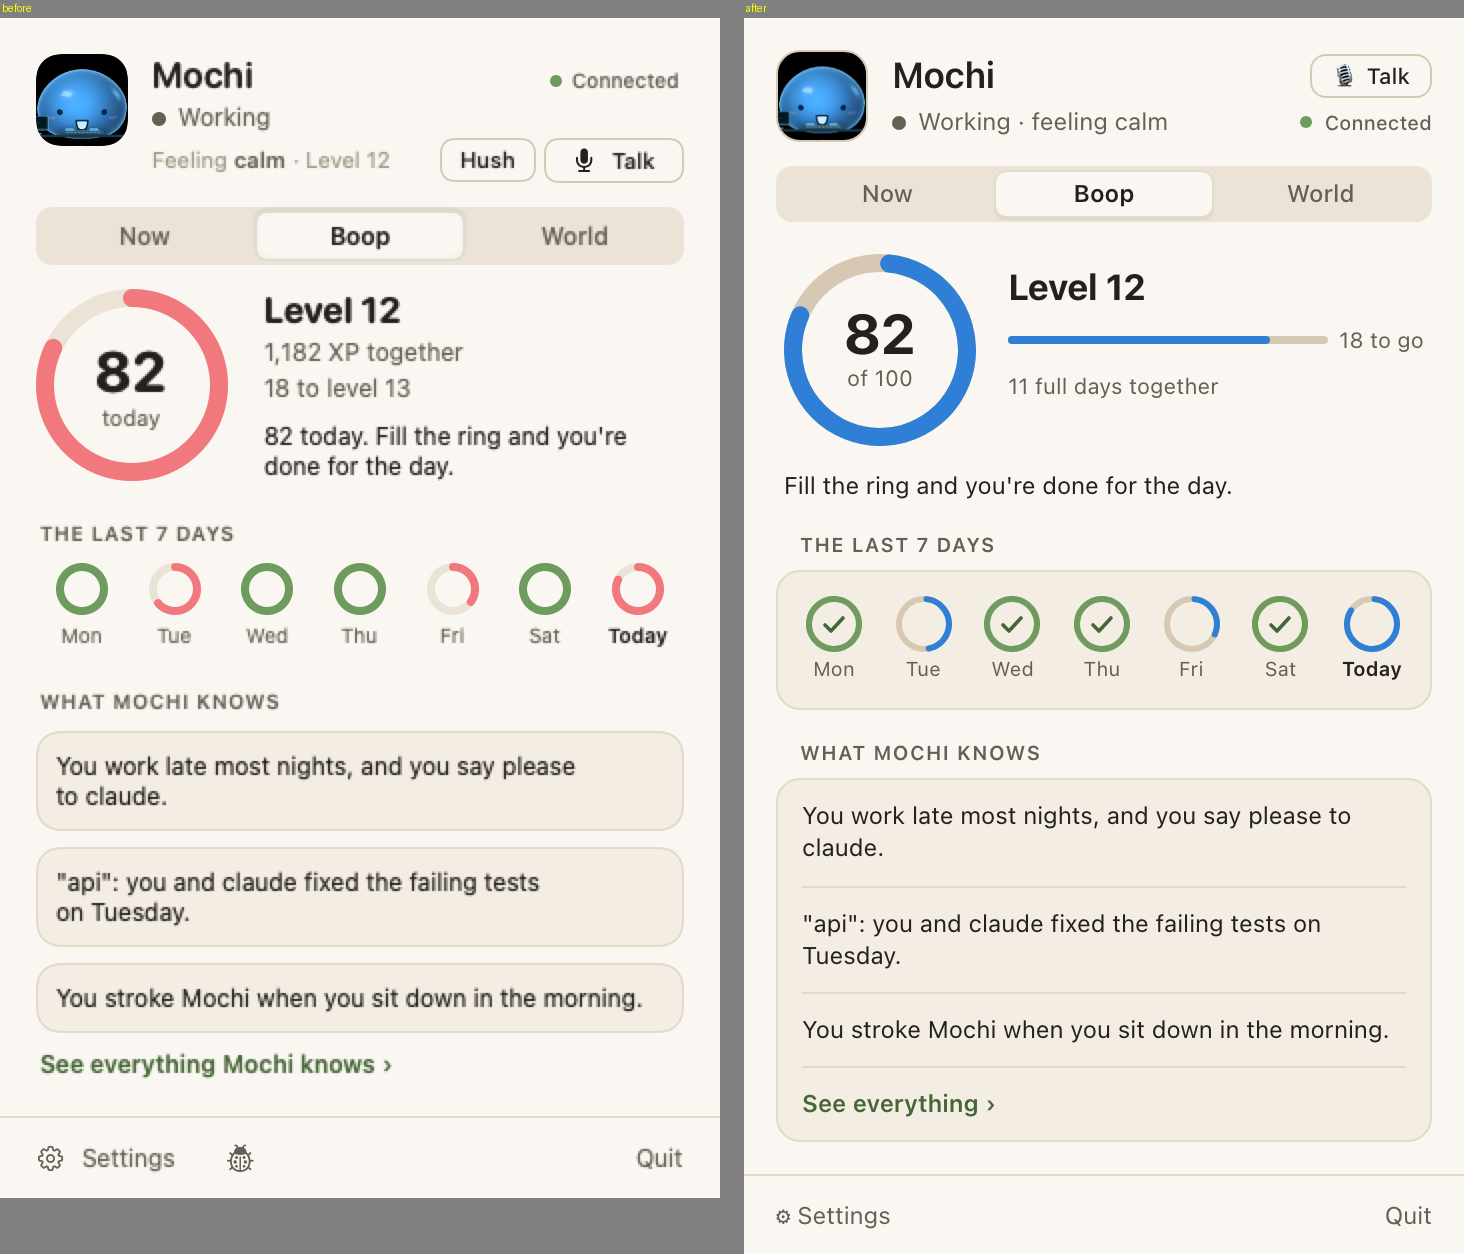 before
Mochi
Connected
Working
Feeling calm · Level 12
Hush
Talk
Now
Boop
World
82
today
Level 12
1,182 XP together
18 to level 13
82 today. Fill the ring and you're
done for the day.
THE LAST 7 DAYS
Mon
Tue
Wed
Thu
Fri
Sat
Today
WHAT MOCHI KNOWS
You work late most nights, and you say please
to claude.
"api": you and claude fixed the failing tests
on Tuesday.
You stroke Mochi when you sit down in the morning.
See everything Mochi knows ›
Settings
Quit
after
Mochi
Talk
Working · feeling calm
Connected
Now
Boop
World
82
of 100
Level 12
18 to go
11 full days together
Fill the ring and you're done for the day.
THE LAST 7 DAYS
Mon
Tue
Wed
Thu
Fri
Sat
Today
WHAT MOCHI KNOWS
You work late most nights, and you say please to
claude.
"api": you and claude fixed the failing tests on
Tuesday.
You stroke Mochi when you sit down in the morning.
See everything ›
Settings
Quit